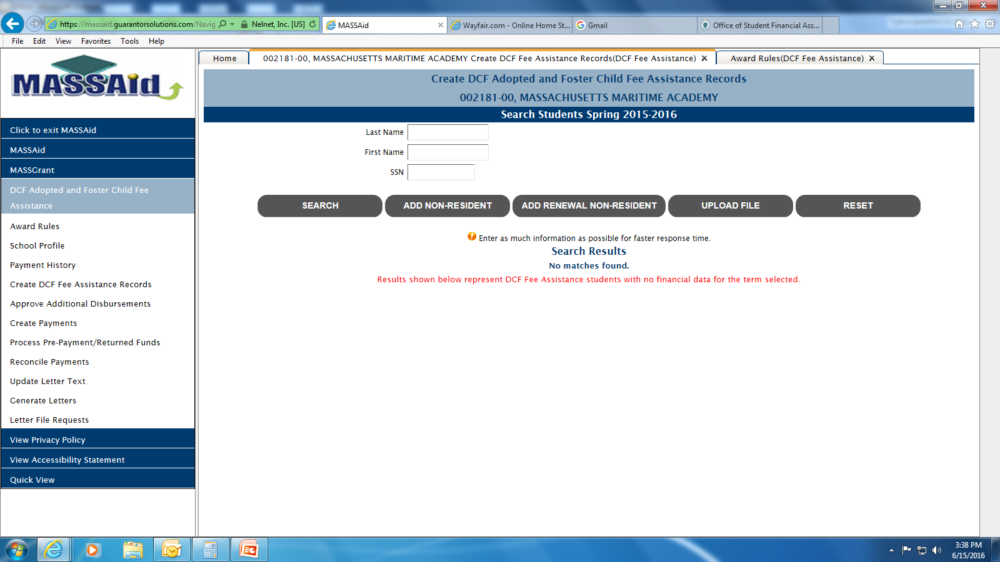 https://massaid.guarantorsolutions.com/Navig
Nelnet, Inc. [US]
MASSAid
Wayfair.com - Online Home St...
Gmail
Office of Student Financial Ass...
File Edit View Favorites Tools Help
MASSAid
Home
002181-00, MASSACHUSETTS MARITIME ACADEMY Create DCF Fee Assistance Records(DCF Fee Assistance)
Award Rules(DCF Fee Assistance)
Click to exit MASSAid
MASSAid
MASSGrant
DCF Adopted and Foster Child Fee
Assistance
Award Rules
School Profile
Payment History
Create DCF Fee Assistance Records
Approve Additional Disbursements
Create Payments
Process Pre-Payment/Returned Funds
Reconcile Payments
Update Letter Text
Generate Letters
Letter File Requests
View Privacy Policy
View Accessibility Statement
Quick View
Create DCF Adopted and Foster Child Fee Assistance Records
002181-00, MASSACHUSETTS MARITIME ACADEMY
Search Students Spring 2015-2016
Last Name
First Name
SSN
SEARCH
ADD NON-RESIDENT
ADD RENEWAL NON-RESIDENT
UPLOAD FILE
RESET
Enter as much information as possible for faster response time.
Search Results
No matches found.
Results shown below represent DCF Fee Assistance students with no financial data for the term selected.
3:38 PM
6/15/2016